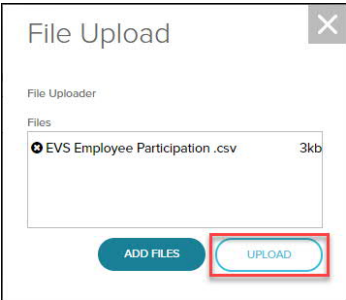 File Upload
File Uploader
Files
EVS Employee Participation .csv 3kb
ADD FILES UPLOAD